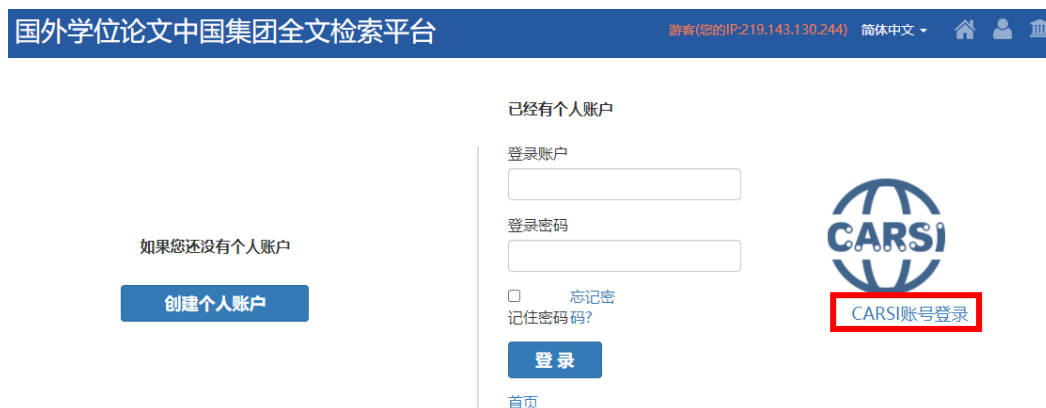 国外学位论文中国集团全文检索平台
游客(您的IP:219.143.130.244) 简体中文
已经有个人账户
登录账户
登录密码
如果您还没有个人账户
创建个人账户
忘记密
记住密码码?
登 录
首页
CARSI
CARSI账号登录